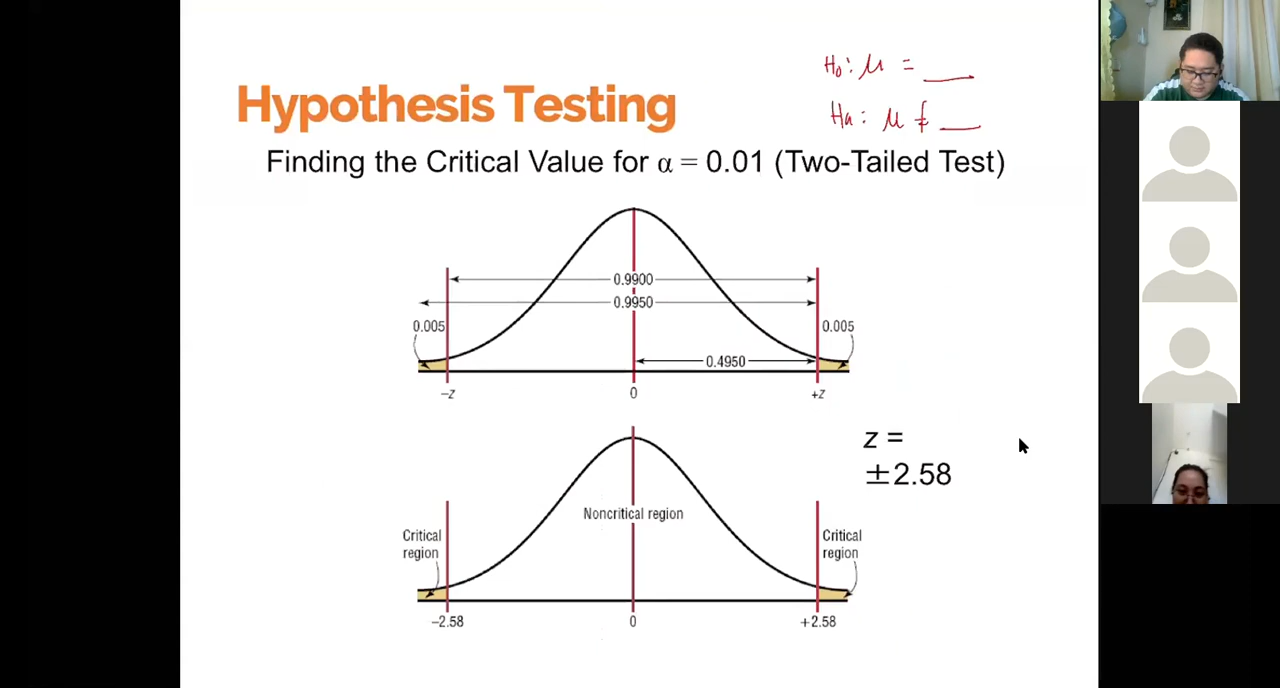 H₀: μ = __
Ha: μ ≠ __
Hypothesis Testing
Finding the Critical Value for α = 0.01 (Two-Tailed Test)
0.9900
0.9950
0.005
0.005
0.4950
−z
0
+z
z =
±2.58
Noncritical region
Critical
region
Critical
region
−2.58
0
+2.58